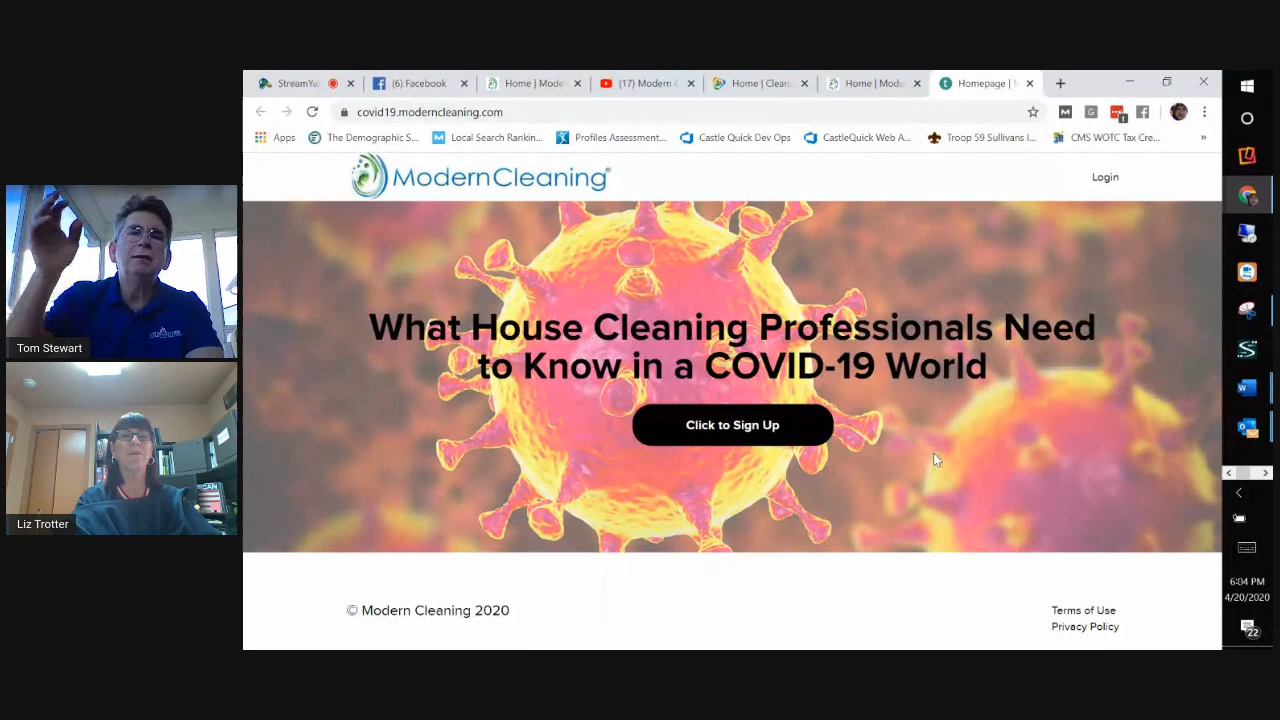 StreamYa
(6) Facebook
Home | Mode
(17) Modern C
Home | Clean
Home | Mode
Homepage |
covid19.moderncleaning.com
Apps
The Demographic S...
Local Search Rankin...
Profiles Assessment...
Castle Quick Dev Ops
CastleQuick Web A...
Troop 59 Sullivans I...
CMS WOTC Tax Cre...
ModernCleaning®
Login
What House Cleaning Professionals Need
to Know in a COVID-19 World
Click to Sign Up
© Modern Cleaning 2020
Terms of Use
Privacy Policy
Tom Stewart
Liz Trotter
6:04 PM
4/20/2020
22